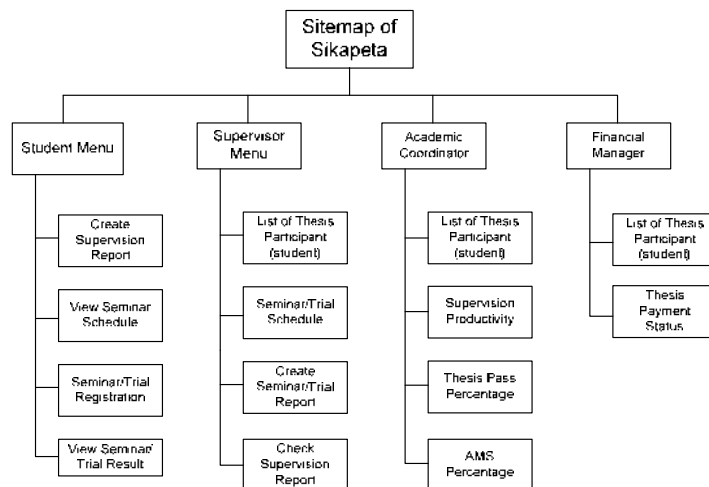 Sitemap of
Sikapeta
Student Menu
Supervisor
Menu
Academic
Coordinator
Financial
Manager
Create
Supervision
Report
View Seminar
Schedule
Seminar/Trial
Registration
View Seminar/
Trial Result
List of Thesis
Participant
(student)
Seminar/Trial
Schedule
Create
Seminar/Trial
Report
Check
Supervision
Report
List of Thesis
Participant
(student)
Supervision
Productivity
Thesis Pass
Percentage
AMS
Percentage
List of Thesis
Participant
(student)
Thesis
Payment
Status